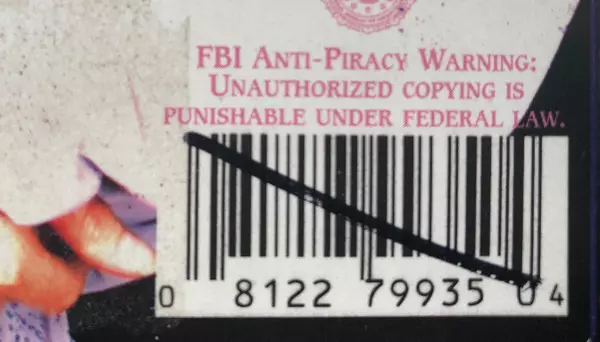 FBI ANTI-PIRACY WARNING:
UNAUTHORIZED COPYING IS
PUNISHABLE UNDER FEDERAL LAW.
0 8122 79935 04